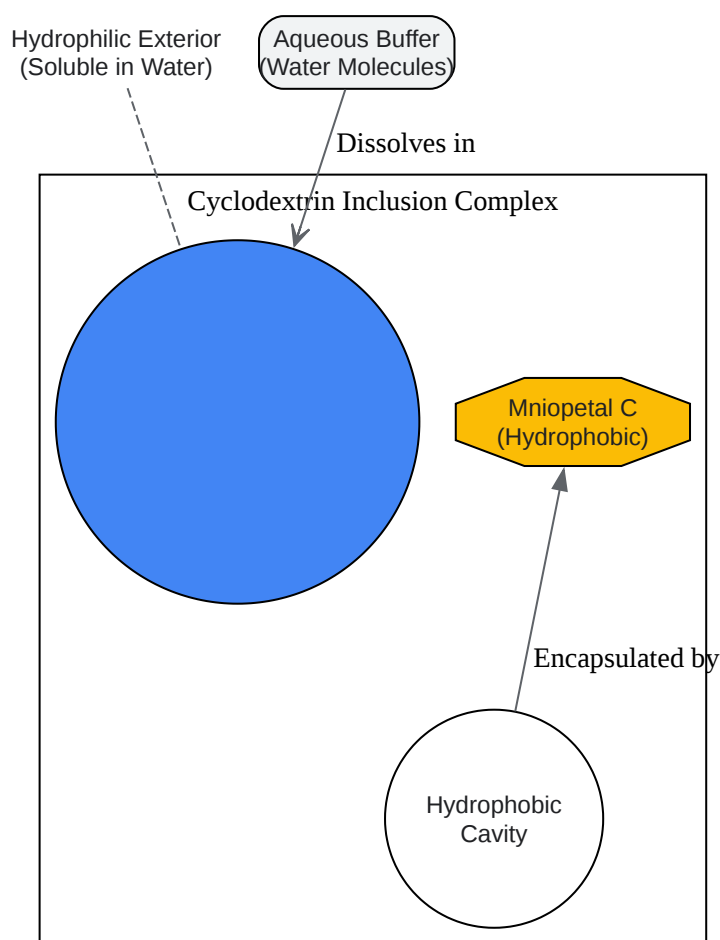 Hydrophilic Exterior
(Soluble in Water)
Aqueous Buffer
(Water Molecules)
Dissolves in
Cyclodextrin Inclusion Complex
Mniopetal C
(Hydrophobic)
Encapsulated by
Hydrophobic
Cavity